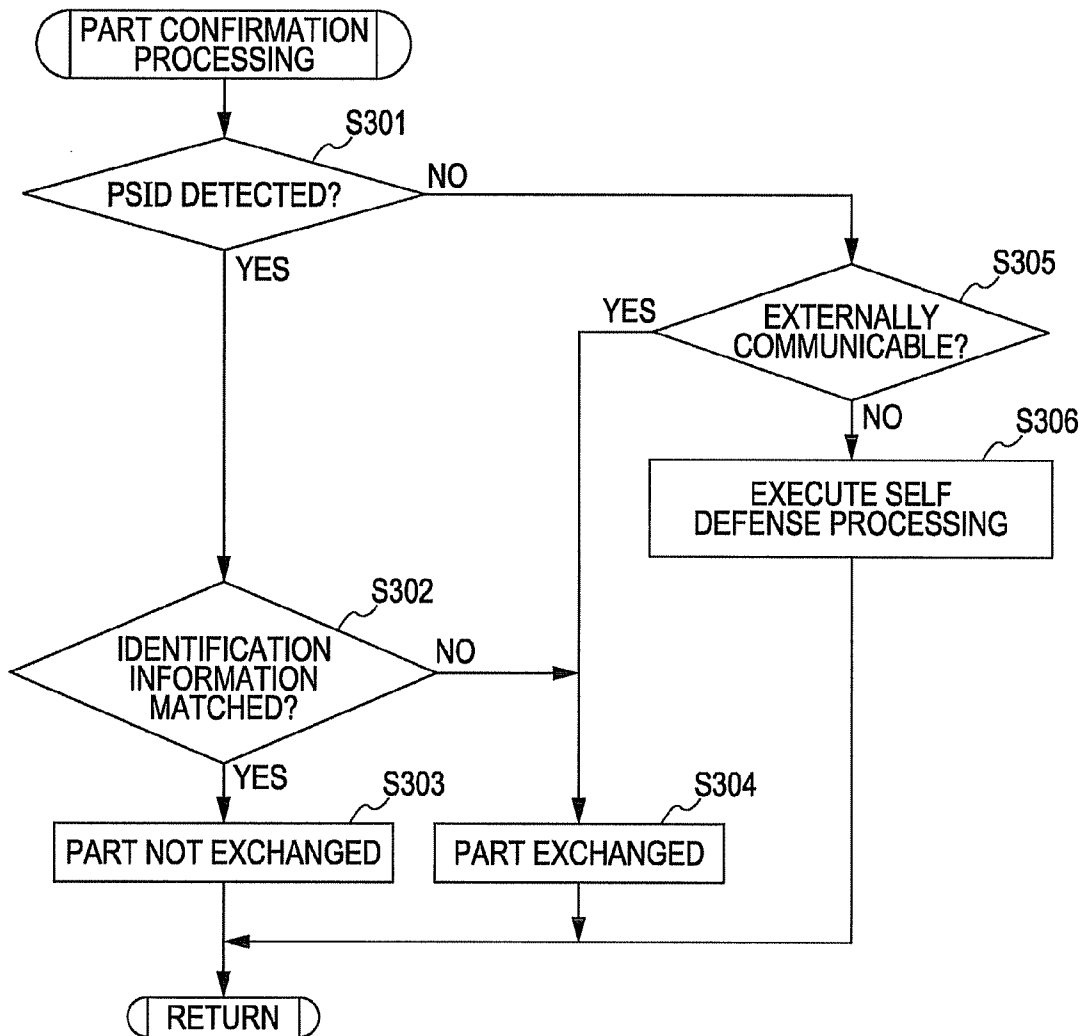 PART CONFIRMATION
PROCESSING
S301
PSID DETECTED?
NO
YES
S305
EXTERNALLY
COMMUNICABLE?
YES
NO
S306
EXECUTE SELF
DEFENSE PROCESSING
S302
IDENTIFICATION
INFORMATION
MATCHED?
NO
YES
S303
PART NOT EXCHANGED
S304
PART EXCHANGED
RETURN